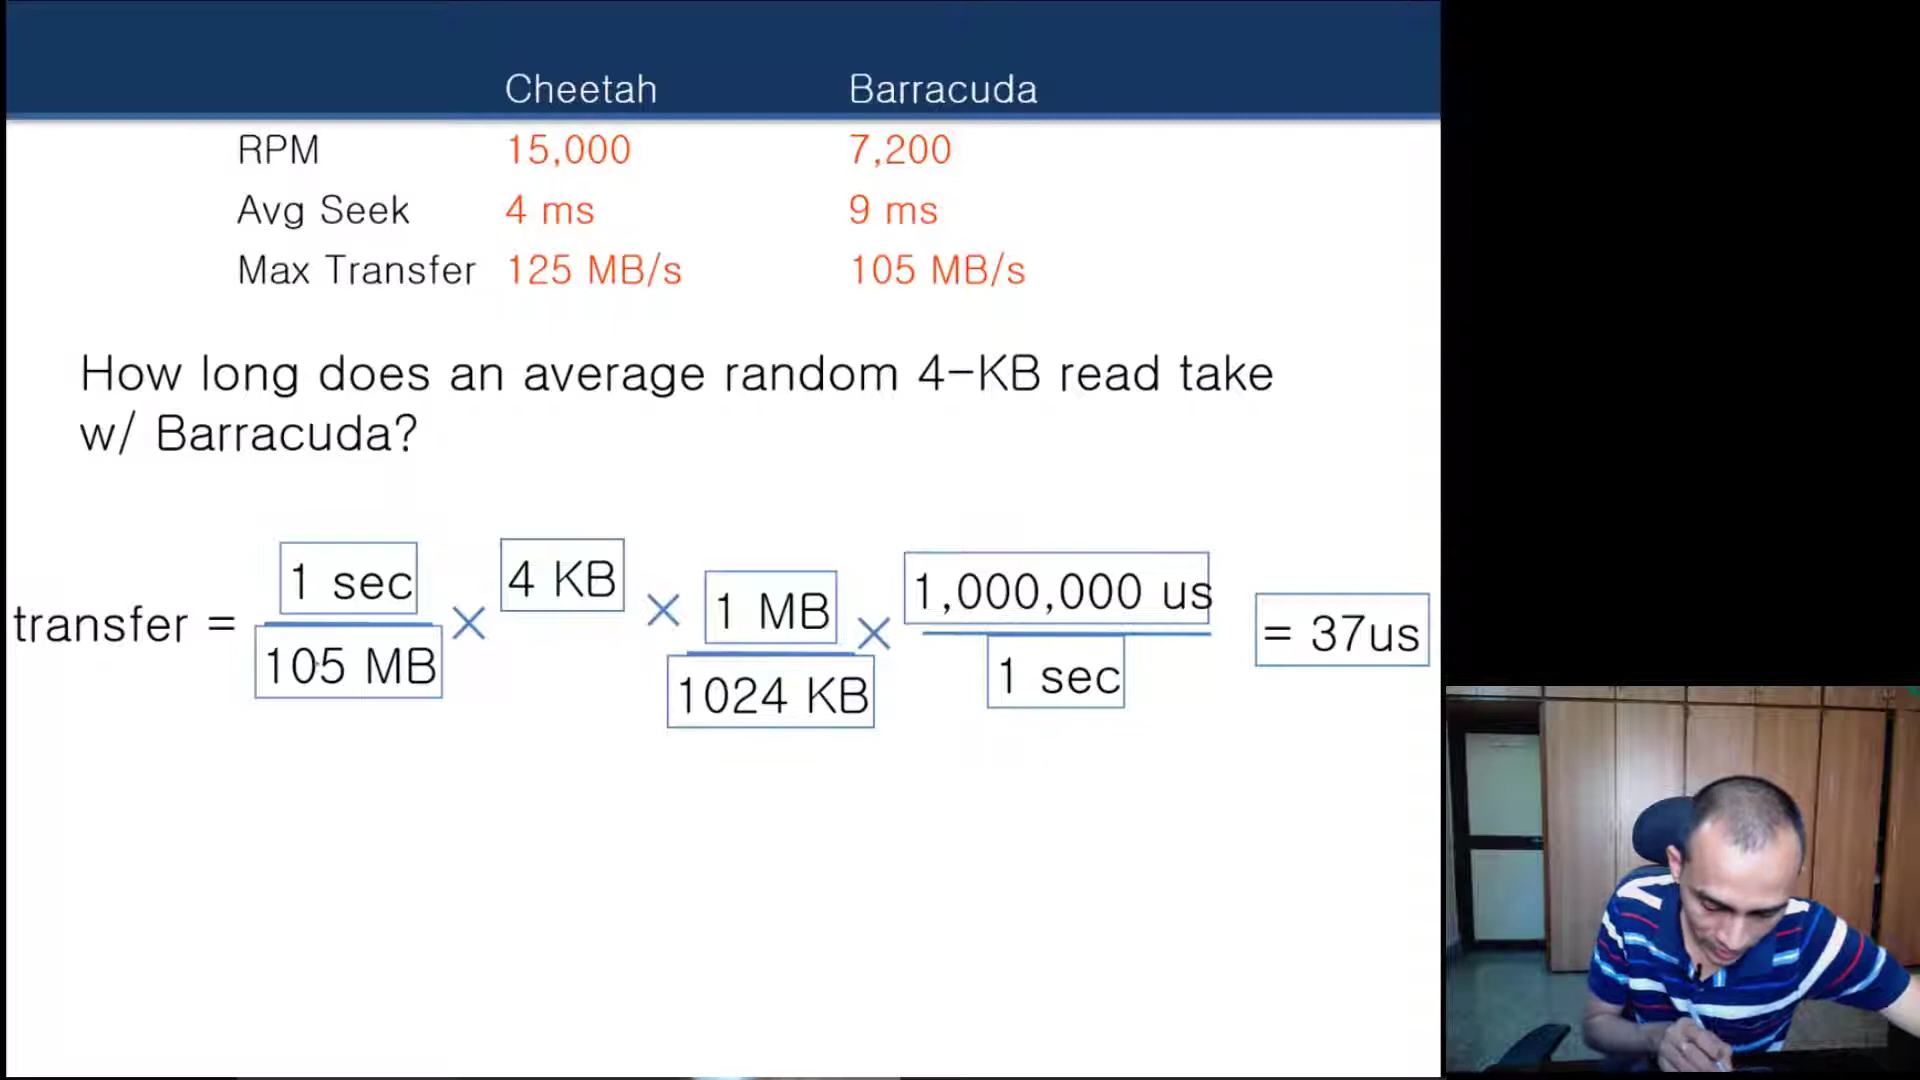 Cheetah Barracuda
RPM 15,000 7,200
Avg Seek 4 ms 9 ms
Max Transfer 125 MB/s 105 MB/s
How long does an average random 4-KB read take
w/ Barracuda?
transfer = 1 sec × 4 KB × 1 MB × 1,000,000 us = 37us
105 MB 1024 KB 1 sec